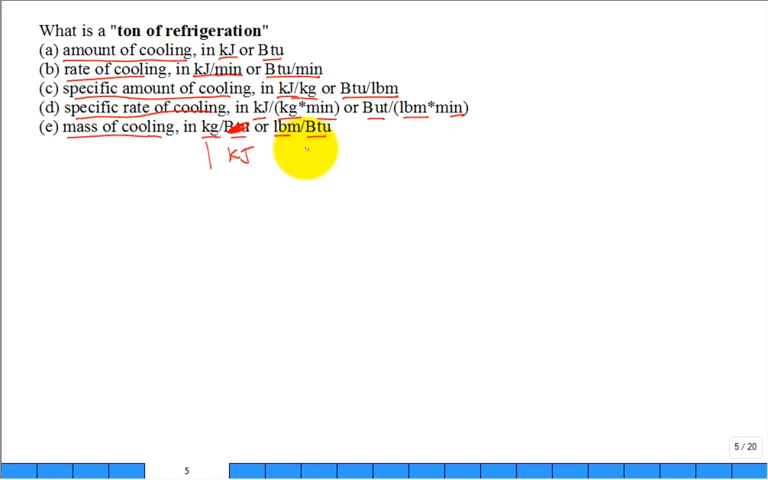 What is a "ton of refrigeration"
(a) amount of cooling, in kJ or Btu
(b) rate of cooling, in kJ/min or Btu/min
(c) specific amount of cooling, in kJ/kg or Btu/lbm
(d) specific rate of cooling, in kJ/(kg*min) or But/(lbm*min)
(e) mass of cooling, in kg/ or lbm/Btu
kJ
5 / 20
5